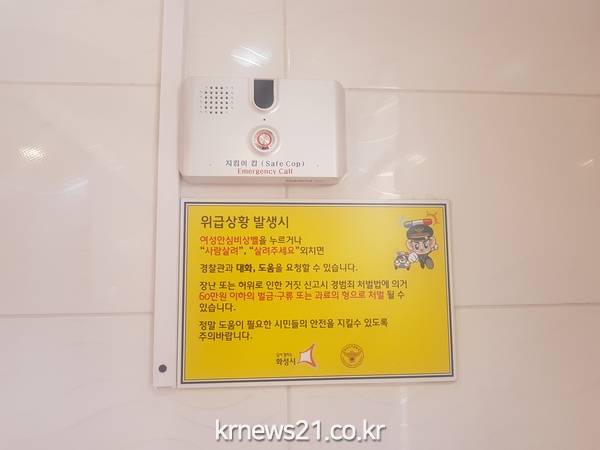 지킴이 캅 (Safe Cop)
Emergency Call
위급상황 발생시
여성안심비상벨을 누르거나
“사람살려”, “살려주세요”외치면
경찰관과 대화, 도움을 요청할 수 있습니다.
장난 또는 허위로 인한 거짓 신고시 경범죄 처벌법에 의거
60만원 이하의 벌금·구류 또는 과료의 형으로 처벌 될 수
있습니다.
정말 도움이 필요한 시민들의 안전을 지킬수 있도록
주의바랍니다.
화성시
krnews21.co.kr